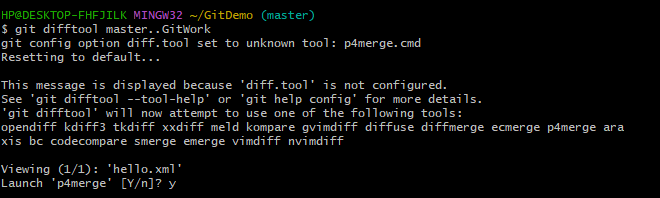 HP@DESKTOP-FHFJILK MINGW32 ~/GitDemo (master)
$ git difftool master..GitWork
git config option diff.tool set to unknown tool: p4merge.cmd
Resetting to default...
This message is displayed because 'diff.tool' is not configured.
See 'git difftool --tool-help' or 'git help config' for more details.
'git difftool' will now attempt to use one of the following tools:
opendiff kdiff3 tkdiff xxdiff meld kompare gvimdiff diffuse diffmerge ecmerge p4merge ara
xis bc codecompare smerge emerge vimdiff nvimdiff
Viewing (1/1): 'hello.xml'
Launch 'p4merge' [Y/n]? y